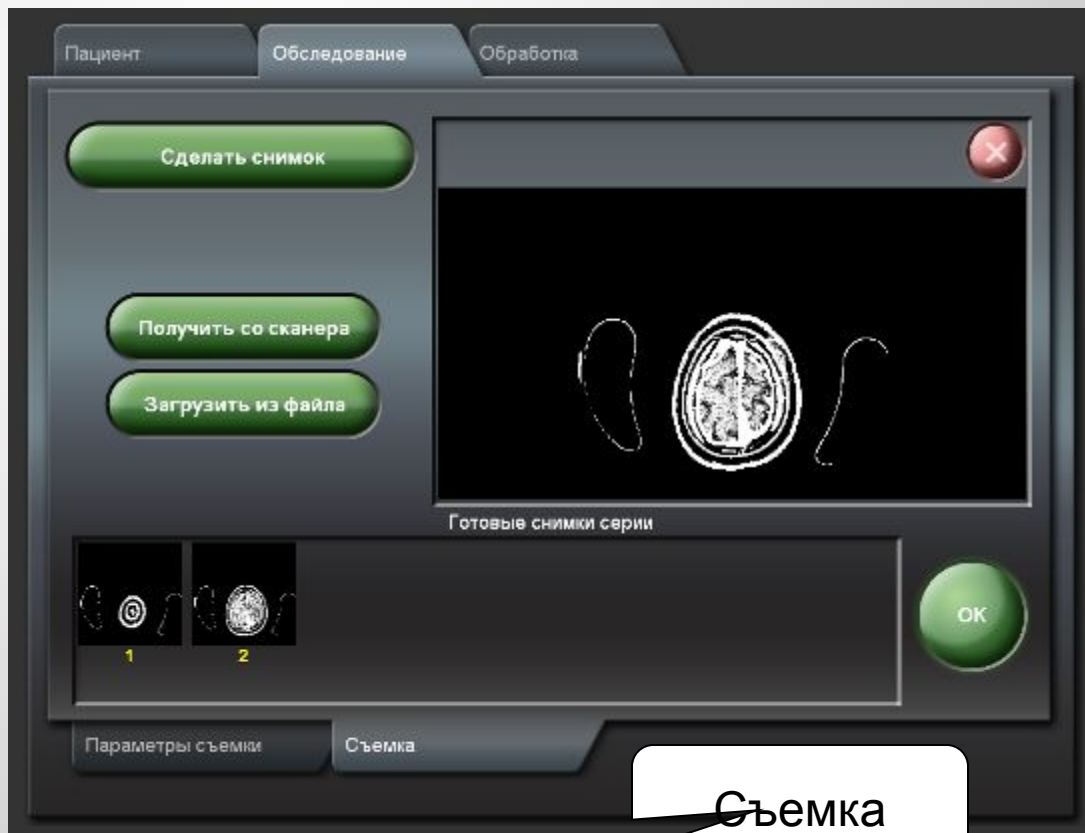 Пациент
Обследование
Обработка
Сделать снимок
Получить со сканера
Загрузить из файла
Готовые снимки серии
1
2
OK
Параметры съемки
Съемка
Съемка